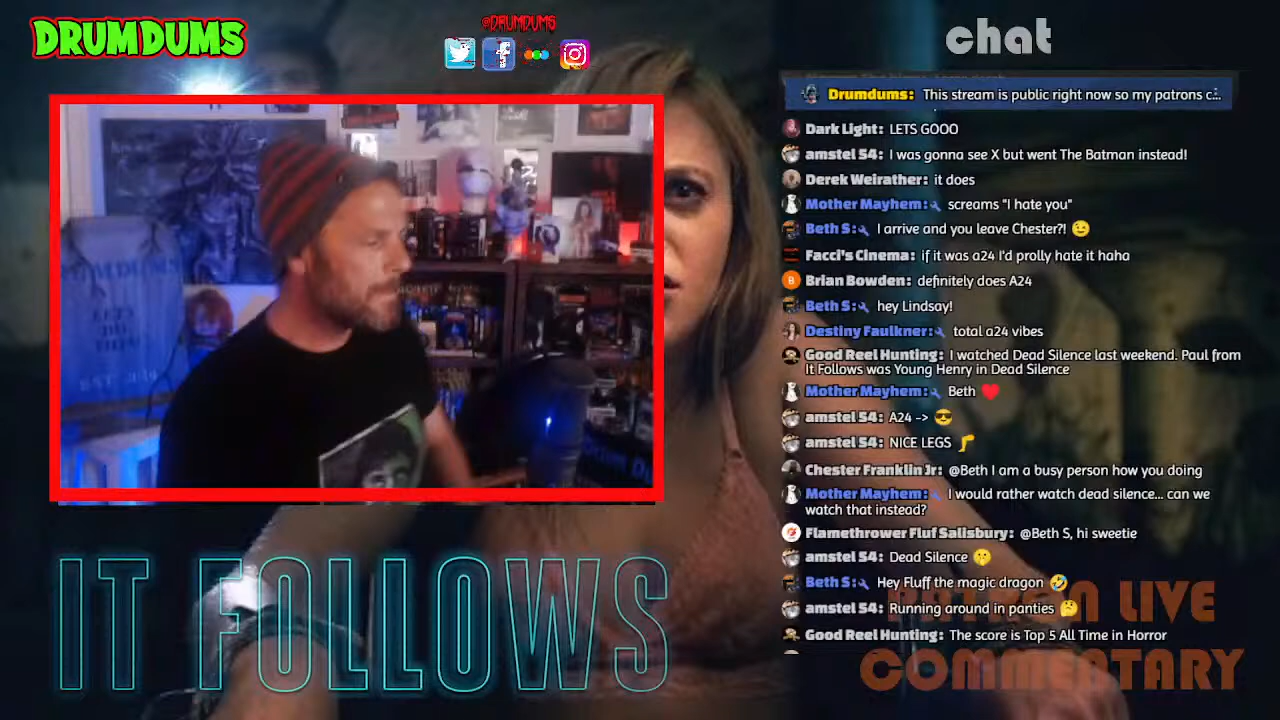 DRUMDUMS
@DRUMDUMS
chat
Drumdums: This stream is public right now so my patrons c...
Dark Light: LETS GOOO
amstel 54: I was gonna see X but went The Batman instead!
Derek Weirather: it does
Mother Mayhem: screams "I hate you"
Beth S: I arrive and you leave Chester?! 😉
Facci's Cinema: if it was a24 I'd prolly hate it haha
Brian Bowden: definitely does A24
Beth S: hey Lindsay!
Destiny Faulkner: total a24 vibes
Good Reel Hunting: I watched Dead Silence last weekend. Paul from
It Follows was Young Henry in Dead Silence
Mother Mayhem: Beth ❤️
amstel 54: A24 -> 😎
amstel 54: NICE LEGS 🦵
Chester Franklin Jr: @Beth I am a busy person how you doing
Mother Mayhem: I would rather watch dead silence... can we
watch that instead?
Flamethrower Fluf Salisbury: @Beth S, hi sweetie
amstel 54: Dead Silence 🤫
Beth S: Hey Fluff the magic dragon 🤣
amstel 54: Running around in panties 🤔
Good Reel Hunting: The score is Top 5 All Time in Horror
IT FOLLOWS
PATREON LIVE
COMMENTARY